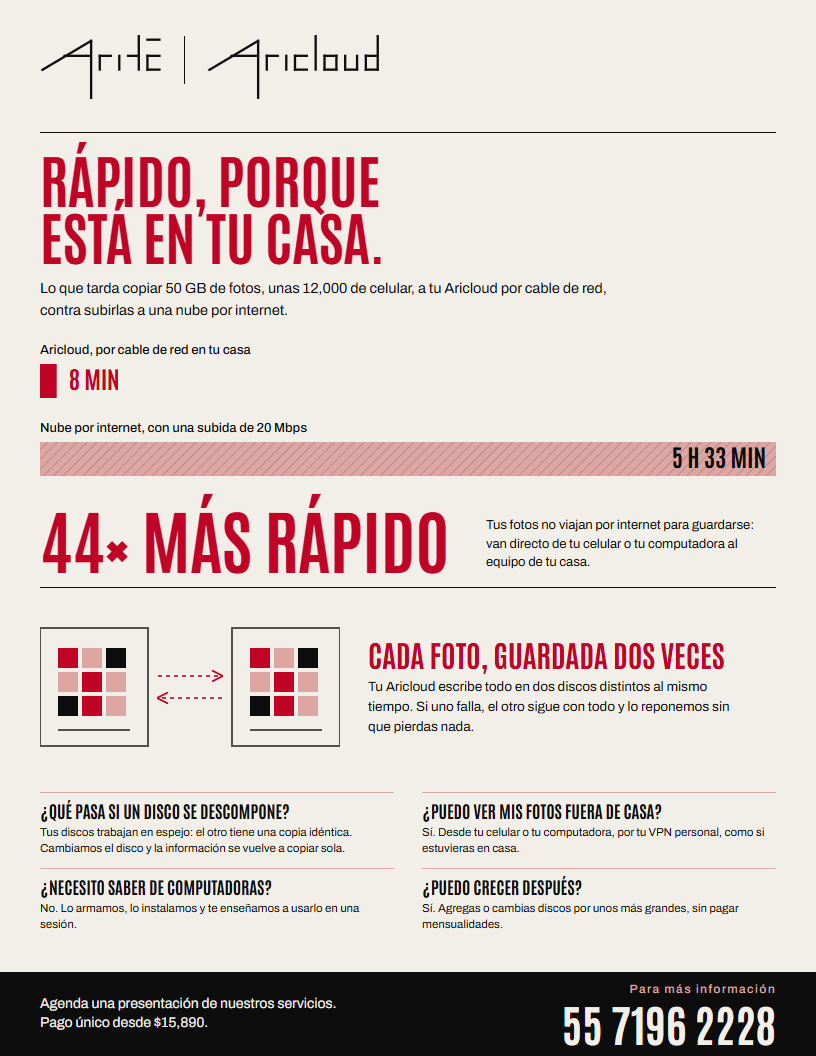 Aritē | Aricloud
RÁPIDO, PORQUE
ESTÁ EN TU CASA.
Lo que tarda copiar 50 GB de fotos, unas 12,000 de celular, a tu Aricloud por cable de red,
contra subirlas a una nube por internet.
Aricloud, por cable de red en tu casa
8 MIN
Nube por internet, con una subida de 20 Mbps
5 H 33 MIN
44× MÁS RÁPIDO
Tus fotos no viajan por internet para guardarse:
van directo de tu celular o tu computadora al
equipo de tu casa.
CADA FOTO, GUARDADA DOS VECES
Tu Aricloud escribe todo en dos discos distintos al mismo
tiempo. Si uno falla, el otro sigue con todo y lo reponemos sin
que pierdas nada.
¿QUÉ PASA SI UN DISCO SE DESCOMPONE?
Tus discos trabajan en espejo: el otro tiene una copia idéntica.
Cambiamos el disco y la información se vuelve a copiar sola.
¿PUEDO VER MIS FOTOS FUERA DE CASA?
Sí. Desde tu celular o tu computadora, por tu VPN personal, como si
estuvieras en casa.
¿NECESITO SABER DE COMPUTADORAS?
No. Lo armamos, lo instalamos y te enseñamos a usarlo en una
sesión.
¿PUEDO CRECER DESPUÉS?
Sí. Agregas o cambias discos por unos más grandes, sin pagar
mensualidades.
Agenda una presentación de nuestros servicios.
Pago único desde $15,890.
Para más información
55 7196 2228